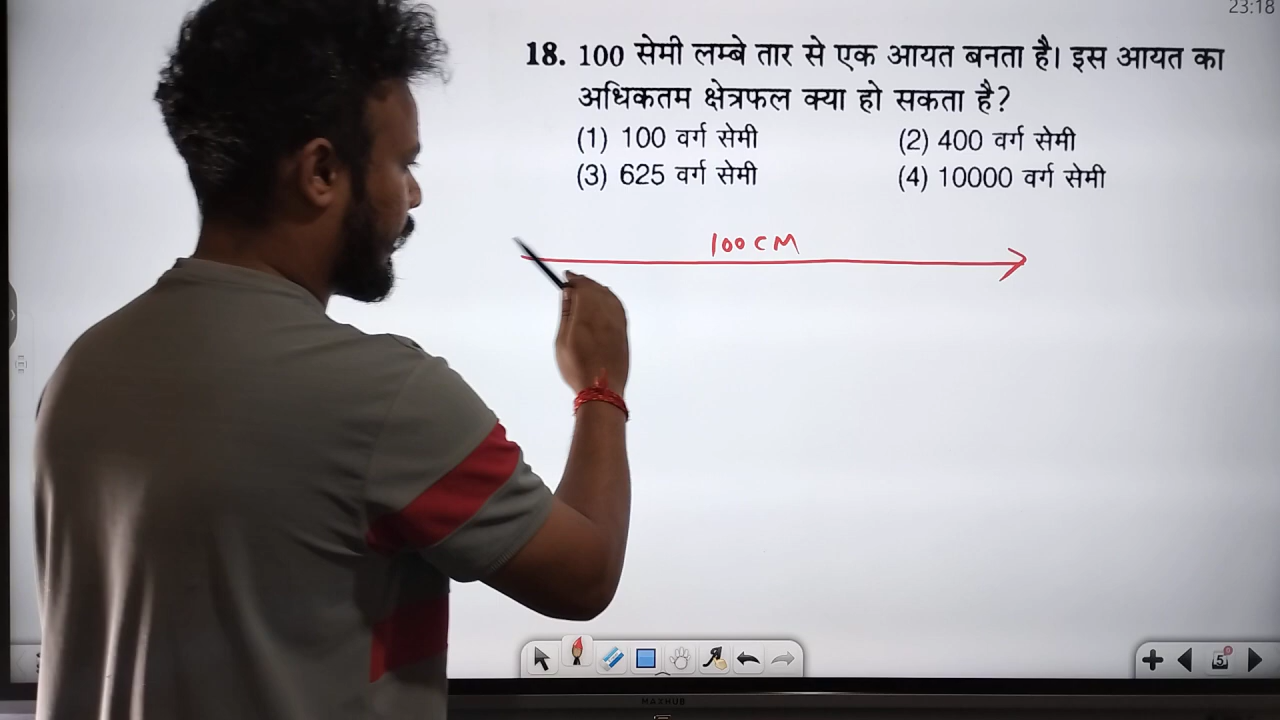 23:18
18. 100 सेमी लम्बे तार से एक आयत बनता है। इस आयत का
अधिकतम क्षेत्रफल क्या हो सकता है?
(1) 100 वर्ग सेमी (2) 400 वर्ग सेमी
(3) 625 वर्ग सेमी (4) 10000 वर्ग सेमी
100 CM
5
MAXHUB